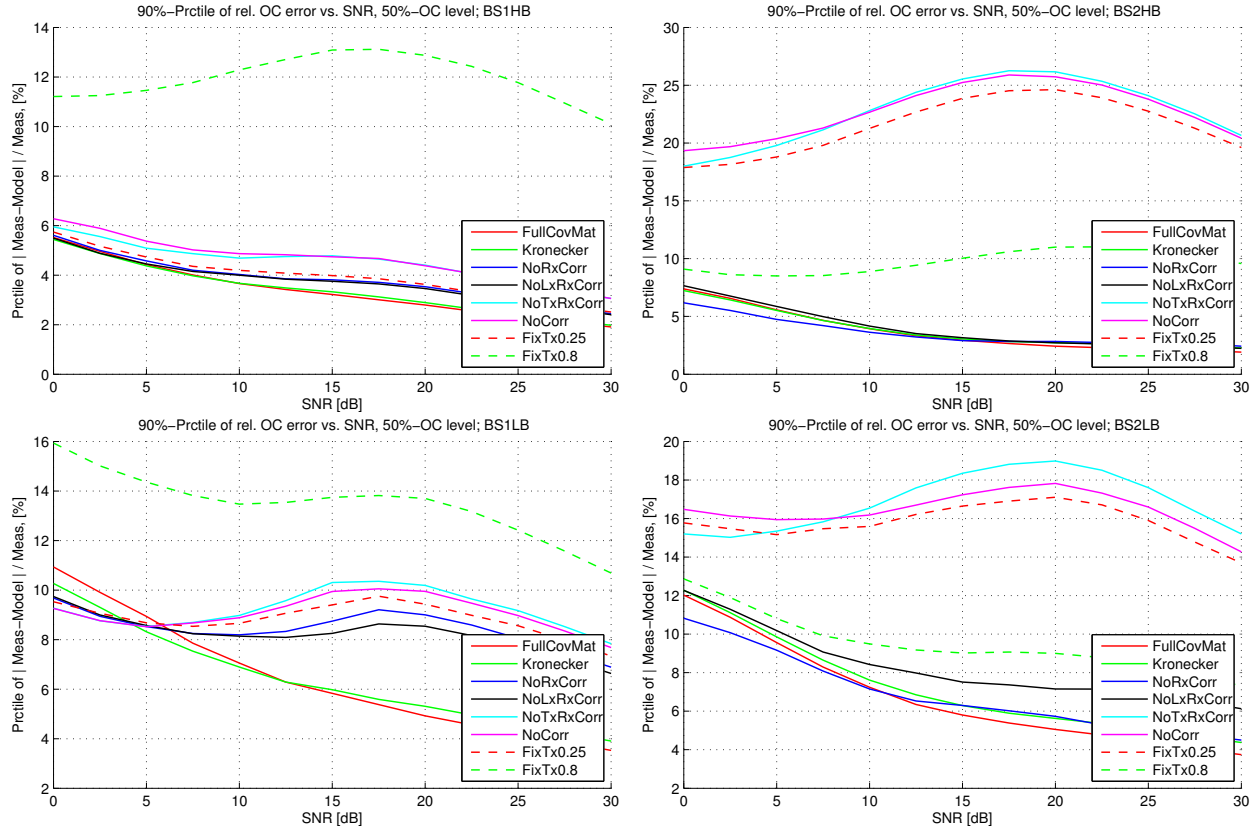 90%−Prctile of rel. OC error vs. SNR, 50%−OC level; BS1HB
Prctile of | Meas−Model | / Meas, [%]
14
12
10
8
6
4
2
0
0 5 10 15 20 25 30
SNR [dB]
FullCovMat
Kronecker
NoRxCorr
NoLxRxCorr
NoTxRxCorr
NoCorr
FixTx0.25
FixTx0.8
90%−Prctile of rel. OC error vs. SNR, 50%−OC level; BS2HB
Prctile of | Meas−Model | / Meas, [%]
30
25
20
15
10
5
0
0 5 10 15 20 25 30
SNR [dB]
FullCovMat
Kronecker
NoRxCorr
NoLxRxCorr
NoTxRxCorr
NoCorr
FixTx0.25
FixTx0.8
90%−Prctile of rel. OC error vs. SNR, 50%−OC level; BS1LB
Prctile of | Meas−Model | / Meas, [%]
16
14
12
10
8
6
4
2
0 5 10 15 20 25 30
SNR [dB]
FullCovMat
Kronecker
NoRxCorr
NoLxRxCorr
NoTxRxCorr
NoCorr
FixTx0.25
FixTx0.8
90%−Prctile of rel. OC error vs. SNR, 50%−OC level; BS2LB
Prctile of | Meas−Model | / Meas, [%]
20
18
16
14
12
10
8
6
4
2
0 5 10 15 20 25 30
SNR [dB]
FullCovMat
Kronecker
NoRxCorr
NoLxRxCorr
NoTxRxCorr
NoCorr
FixTx0.25
FixTx0.8